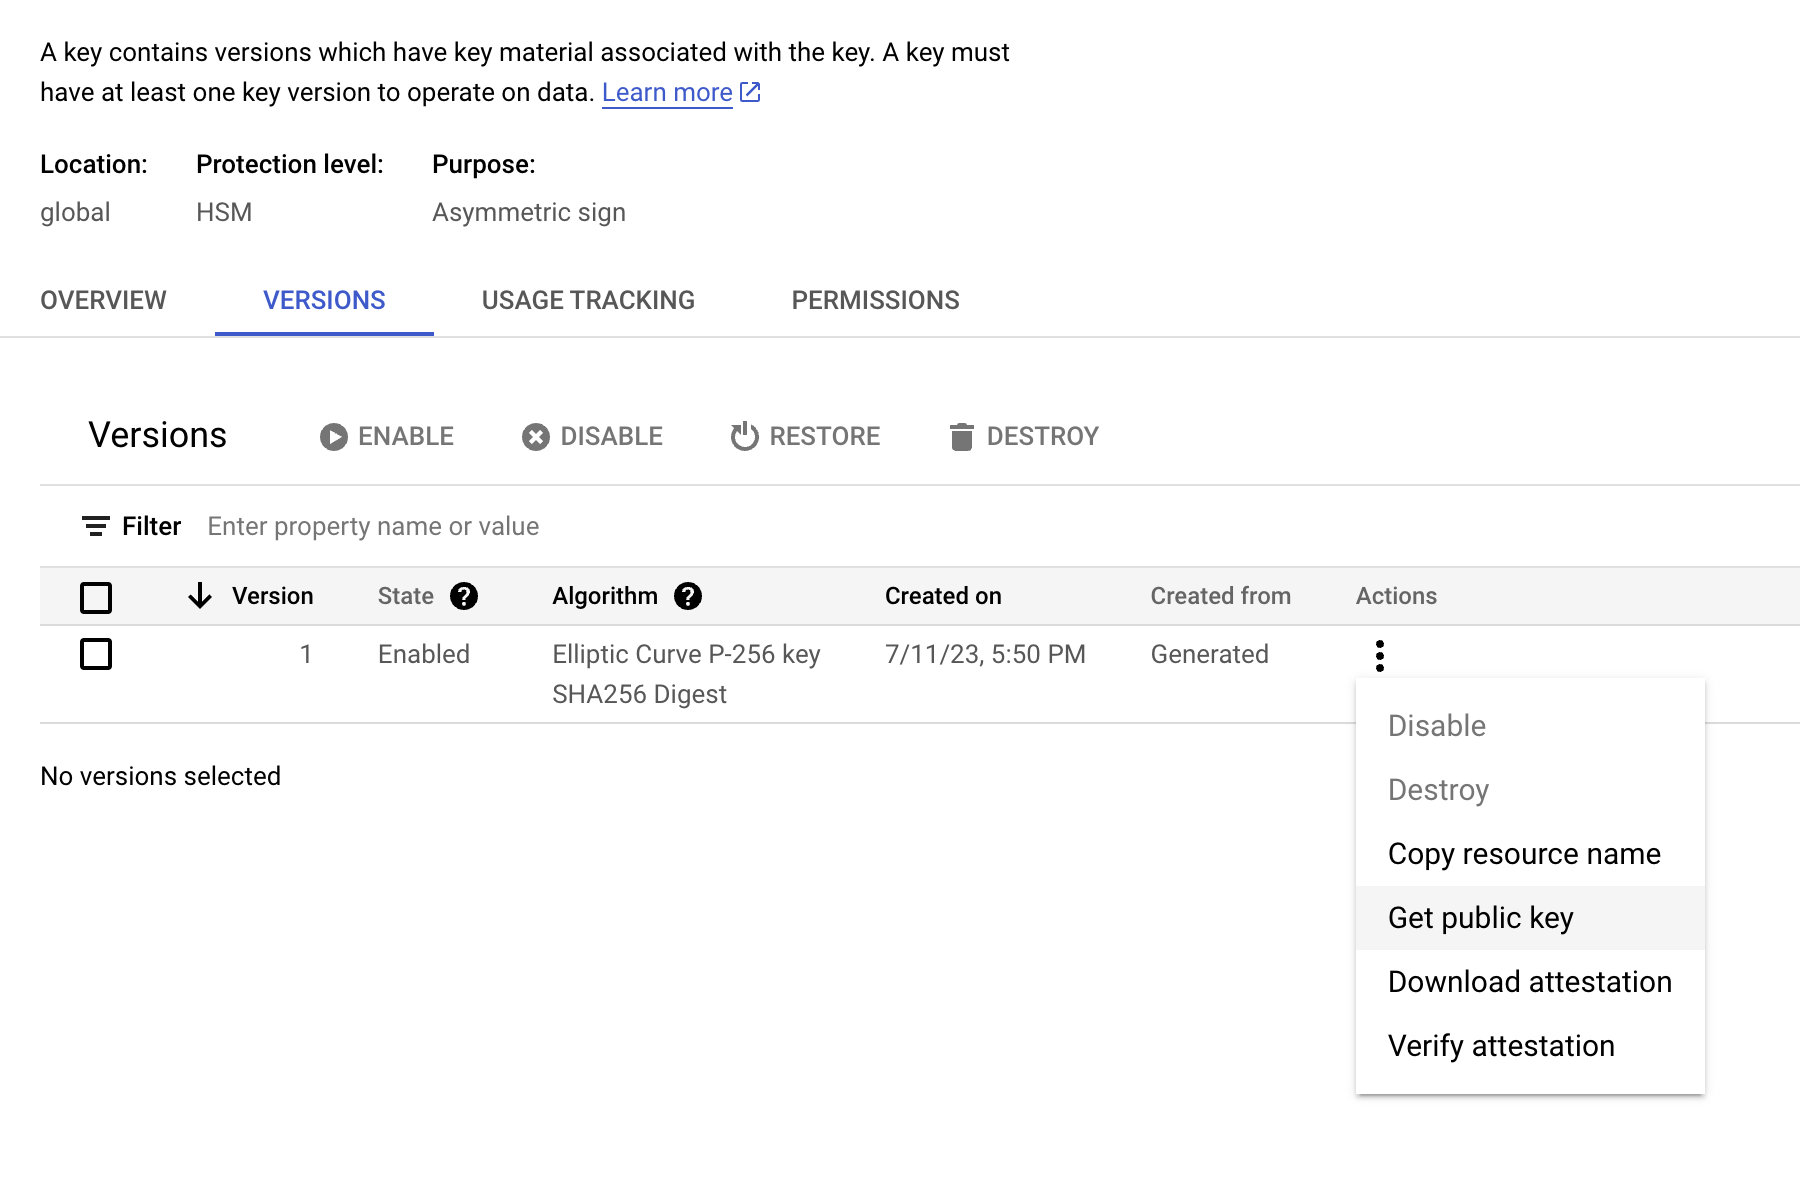 A key contains versions which have key material associated with the key. A key must
have at least one key version to operate on data. Learn more
Location: Protection level: Purpose:
global HSM Asymmetric sign
OVERVIEW VERSIONS USAGE TRACKING PERMISSIONS
Versions ENABLE DISABLE RESTORE DESTROY
Filter Enter property name or value
Version State Algorithm Created on Created from Actions
1 Enabled Elliptic Curve P-256 key 7/11/23, 5:50 PM Generated
SHA256 Digest
Disable
No versions selected
Destroy
Copy resource name
Get public key
Download attestation
Verify attestation